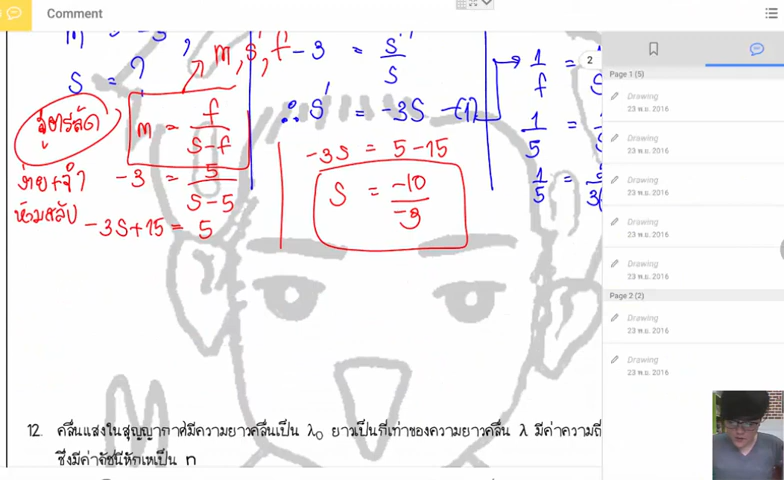 Comment
S = ?
m, s', f
-3 = S'/S
∴ S' = -3S -(1)
1/f =
1/5 =
1/5 =
สูตรลัด
m = f/(S-f)
ง่าย+จำ
ห้ามสลับ
-3 = 5/(S-5)
-3S+15 = 5
-3S = 5-15
S = -10/-3
12. คลื่นแสงในสุญญากาศมีความยาวคลื่นเป็น λ₀ ยาวเป็นกี่เท่าของความยาวคลื่น λ มีค่าความถี่
ซึ่งมีค่าดัชนีหักเหเป็น n
2
Page 1 (5)
Drawing
23 พ.ย. 2016
Drawing
23 พ.ย. 2016
Drawing
23 พ.ย. 2016
Drawing
23 พ.ย. 2016
Drawing
23 พ.ย. 2016
Page 2 (2)
Drawing
23 พ.ย. 2016
Drawing
23 พ.ย. 2016